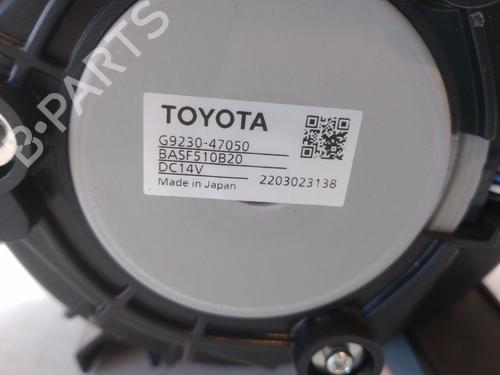 B-PARTS
TOYOTA
G9230-47050
BASF510B20
DC14V
Made in Japan 2203023138